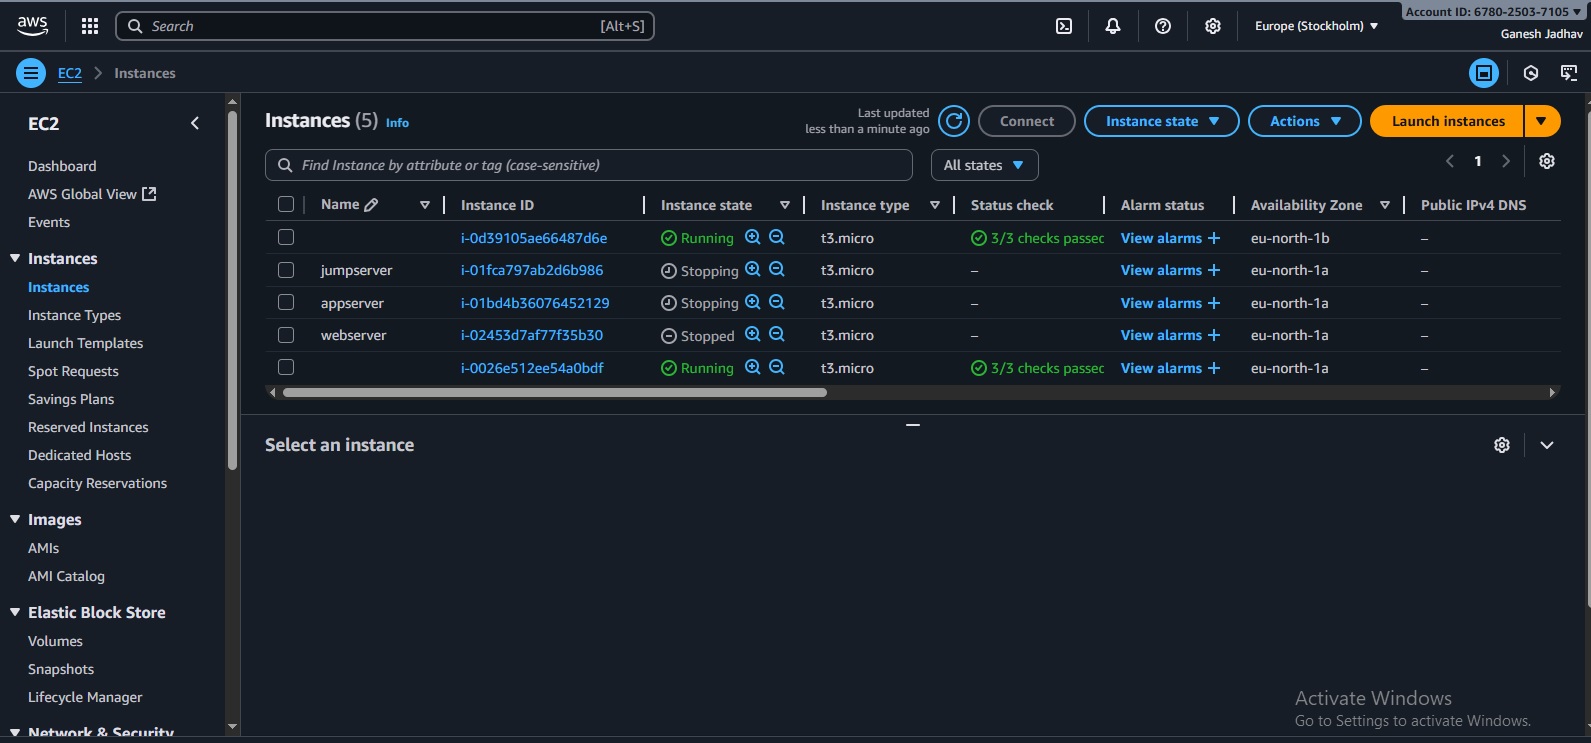 aws
Search [Alt+S]
Europe (Stockholm)
Account ID: 6780-2503-7105
Ganesh Jadhav
EC2 Instances
EC2
Dashboard
AWS Global View
Events
Instances
Instances
Instance Types
Launch Templates
Spot Requests
Savings Plans
Reserved Instances
Dedicated Hosts
Capacity Reservations
Images
AMIs
AMI Catalog
Elastic Block Store
Volumes
Snapshots
Lifecycle Manager
Network & Security
Instances (5) Info
Last updated
less than a minute ago
Connect Instance state Actions Launch instances
Find Instance by attribute or tag (case-sensitive) All states 1
Name Instance ID Instance state Instance type Status check Alarm status Availability Zone Public IPv4 DNS
i-0d39105ae66487d6e Running t3.micro 3/3 checks passec View alarms + eu-north-1b –
jumpserver i-01fca797ab2d6b986 Stopping t3.micro – View alarms + eu-north-1a –
appserver i-01bd4b36076452129 Stopping t3.micro – View alarms + eu-north-1a –
webserver i-02453d7af77f35b30 Stopped t3.micro – View alarms + eu-north-1a –
i-0026e512ee54a0bdf Running t3.micro 3/3 checks passec View alarms + eu-north-1a –
Select an instance
Activate Windows
Go to Settings to activate Windows.